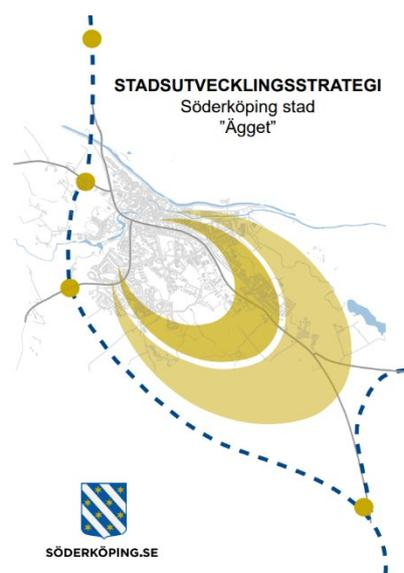 STADSUTVECKLINGSSTRATEGI
Söderköping stad
”Ägget”
SÖDERKÖPING.SE